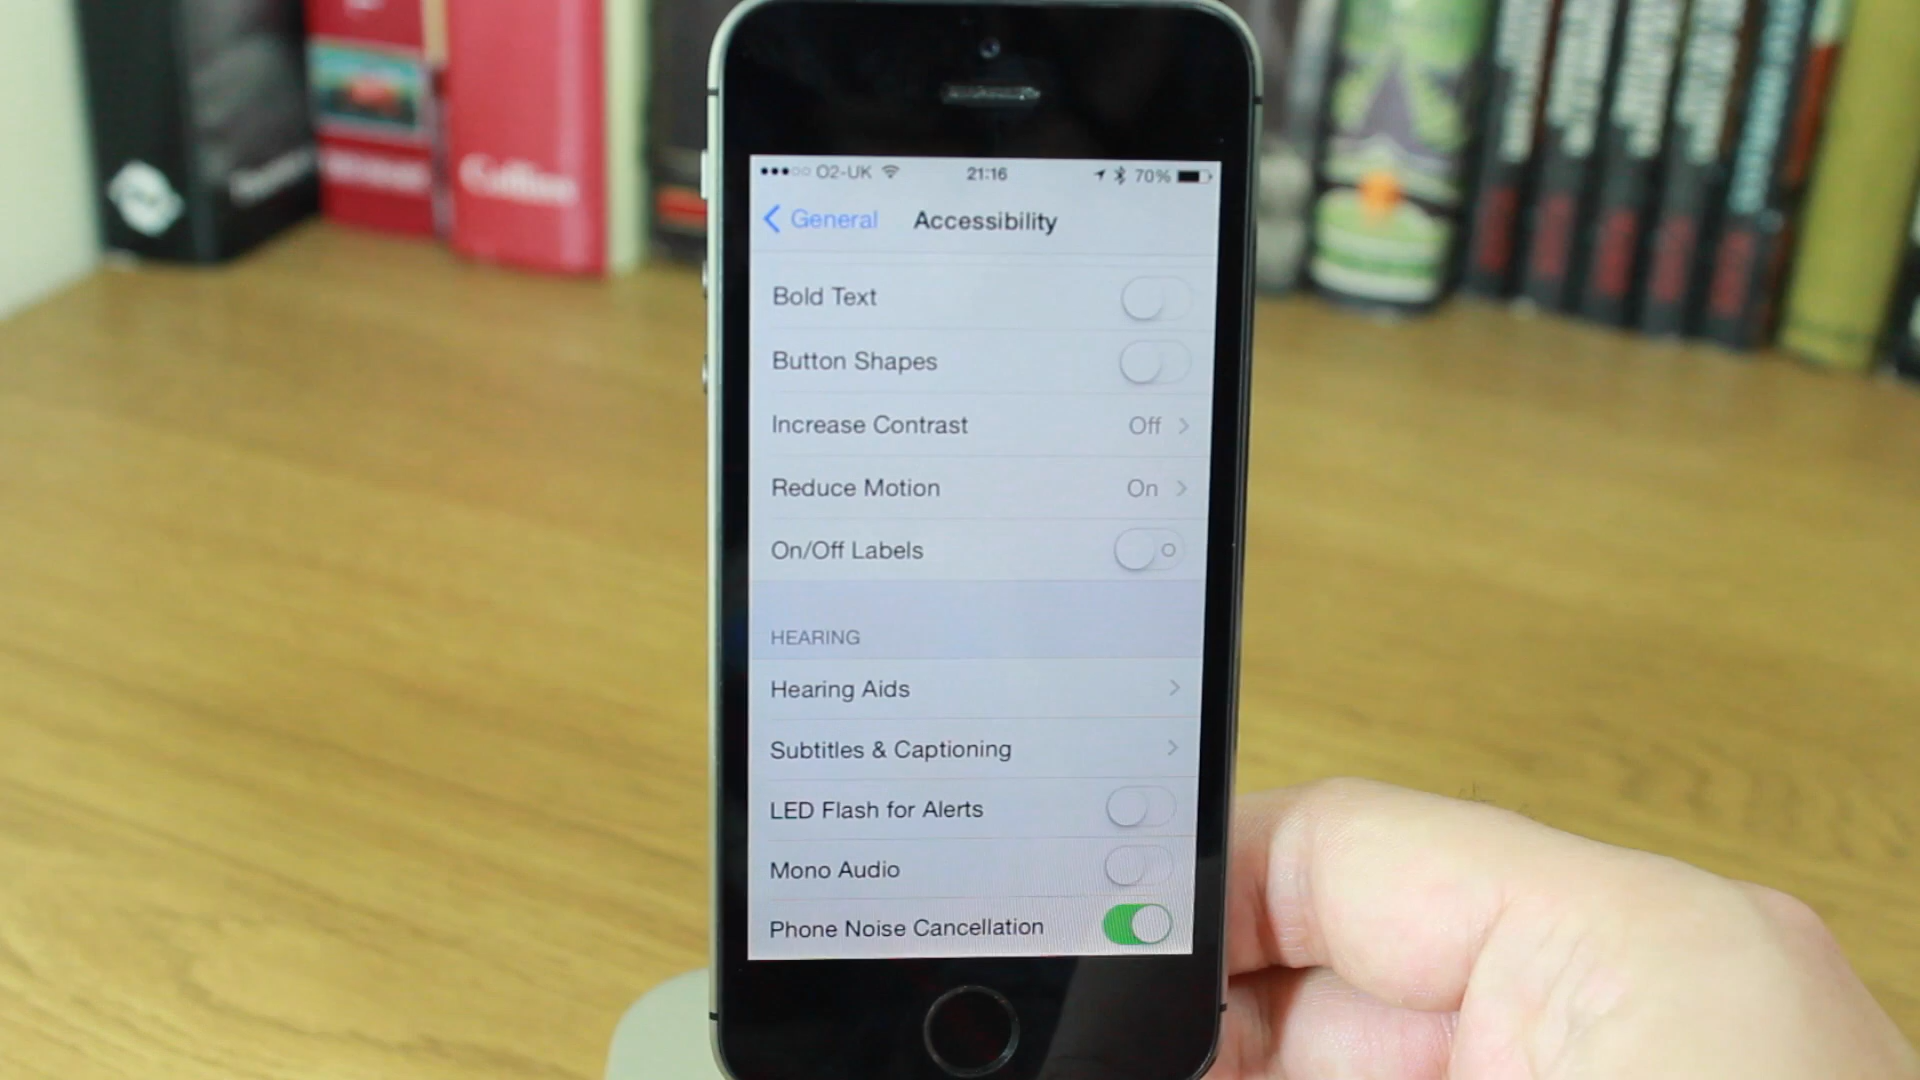 O2-UK 21:16 70%
General Accessibility
Bold Text
Button Shapes
Increase Contrast Off
Reduce Motion On
On/Off Labels
HEARING
Hearing Aids
Subtitles & Captioning
LED Flash for Alerts
Mono Audio
Phone Noise Cancellation
Collins